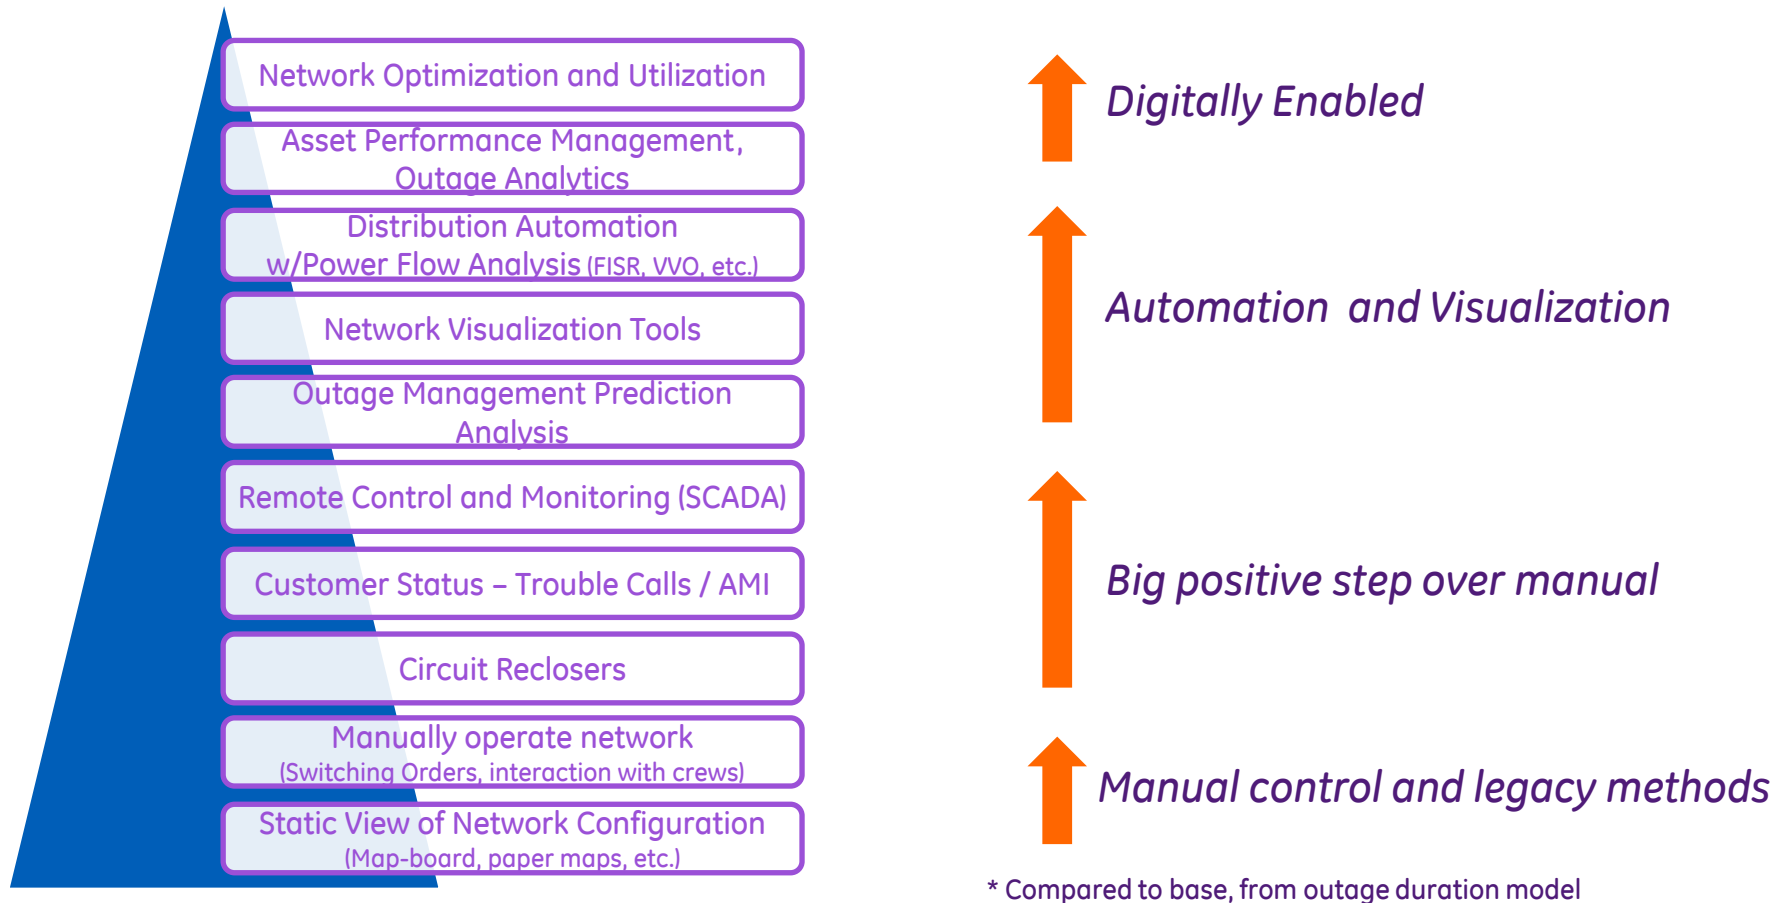 Network Optimization and Utilization
Asset Performance Management,
Outage Analytics
Distribution Automation
w/Power Flow Analysis (FISR, VVO, etc.)
Network Visualization Tools
Outage Management Prediction
Analysis
Remote Control and Monitoring (SCADA)
Customer Status – Trouble Calls / AMI
Circuit Reclosers
Manually operate network
(Switching Orders, interaction with crews)
Static View of Network Configuration
(Map-board, paper maps, etc.)
Digitally Enabled
Automation and Visualization
Big positive step over manual
Manual control and legacy methods
* Compared to base, from outage duration model